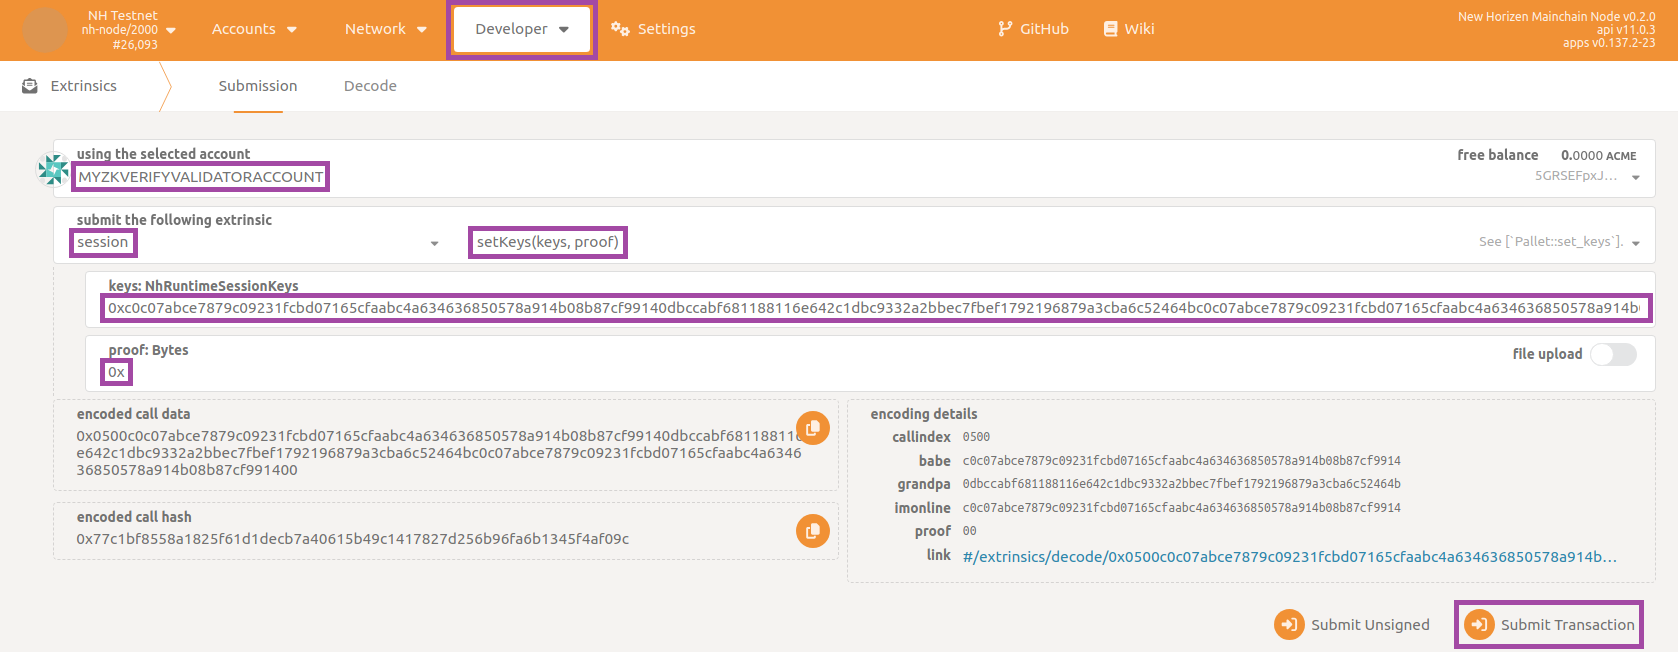 NH Testnet
nh-node/2000
#26,093
Accounts
Network
Developer
Settings
GitHub
Wiki
New Horizen Mainchain Node v0.2.0
api v11.0.3
apps v0.137.2-23
Extrinsics
Submission
Decode
using the selected account
MYZKVERIFYVALIDATORACCOUNT
free balance 0.0000 ACME
5GRSEFpxJ...
submit the following extrinsic
session
setKeys(keys, proof)
See [`Pallet::set_keys`].
keys: NhRuntimeSessionKeys
0xc0c07abce7879c09231fcbd07165cfaabc4a634636850578a914b08b87cf99140dbccabf681188116e642c1dbc9332a2bbec7fbef1792196879a3cba6c52464bc0c07abce7879c09231fcbd07165cfaabc4a634636850578a914b
proof: Bytes
0x
file upload
encoded call data
0x0500c0c07abce7879c09231fcbd07165cfaabc4a634636850578a914b08b87cf99140dbccabf681188116
e642c1dbc9332a2bbec7fbef1792196879a3cba6c52464bc0c07abce7879c09231fcbd07165cfaabc4a6346
36850578a914b08b87cf991400
encoded call hash
0x77c1bf8558a1825f61d1decb7a40615b49c1417827d256b96fa6b1345f4af09c
encoding details
callindex 0500
babe c0c07abce7879c09231fcbd07165cfaabc4a634636850578a914b08b87cf9914
grandpa 0dbccabf681188116e642c1dbc9332a2bbec7fbef1792196879a3cba6c52464b
imonline c0c07abce7879c09231fcbd07165cfaabc4a634636850578a914b08b87cf9914
proof 00
link #/extrinsics/decode/0x0500c0c07abce7879c09231fcbd07165cfaabc4a634636850578a914b...
Submit Unsigned
Submit Transaction